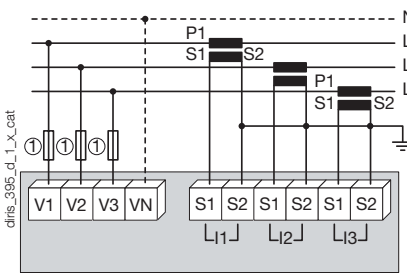 N
P1
L
S1 S2
L
P1
L
S1 S2
① ① ①
diris_395_d_1_x_cat
V1 V2 V3 VN S1 S2 S1 S2 S1 S2
I1 I2 I3